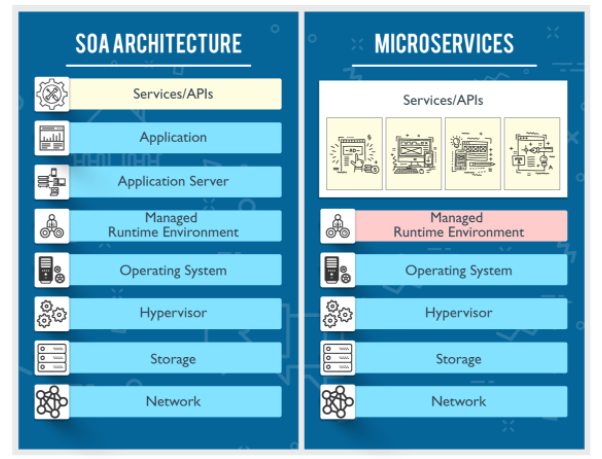 SOA ARCHITECTURE
Services/APIs
Application
Application Server
Managed
Runtime Environment
Operating System
Hypervisor
Storage
Network
MICROSERVICES
Services/APIs
Managed
Runtime Environment
Operating System
Hypervisor
Storage
Network